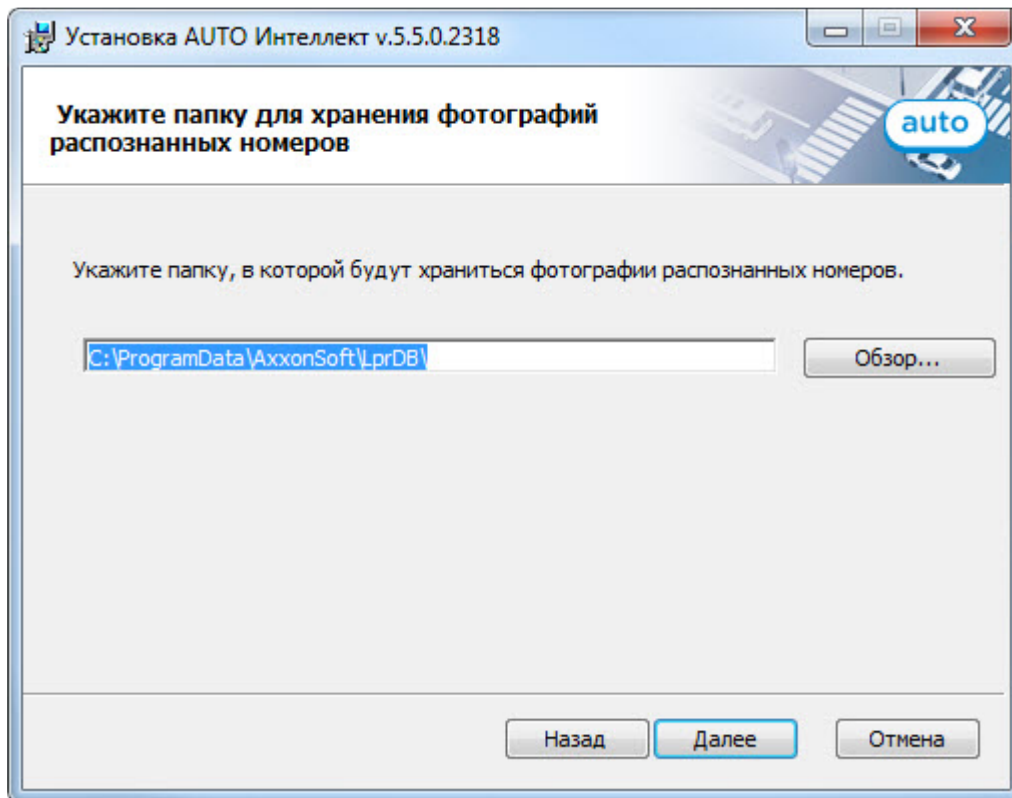 Установка AUTO Интеллект v.5.5.0.2318
Укажите папку для хранения фотографий
распознанных номеров
auto
Укажите папку, в которой будут храниться фотографии распознанных номеров.
C:\ProgramData\AxxonSoft\LprDB\
Обзор...
Назад
Далее
Отмена